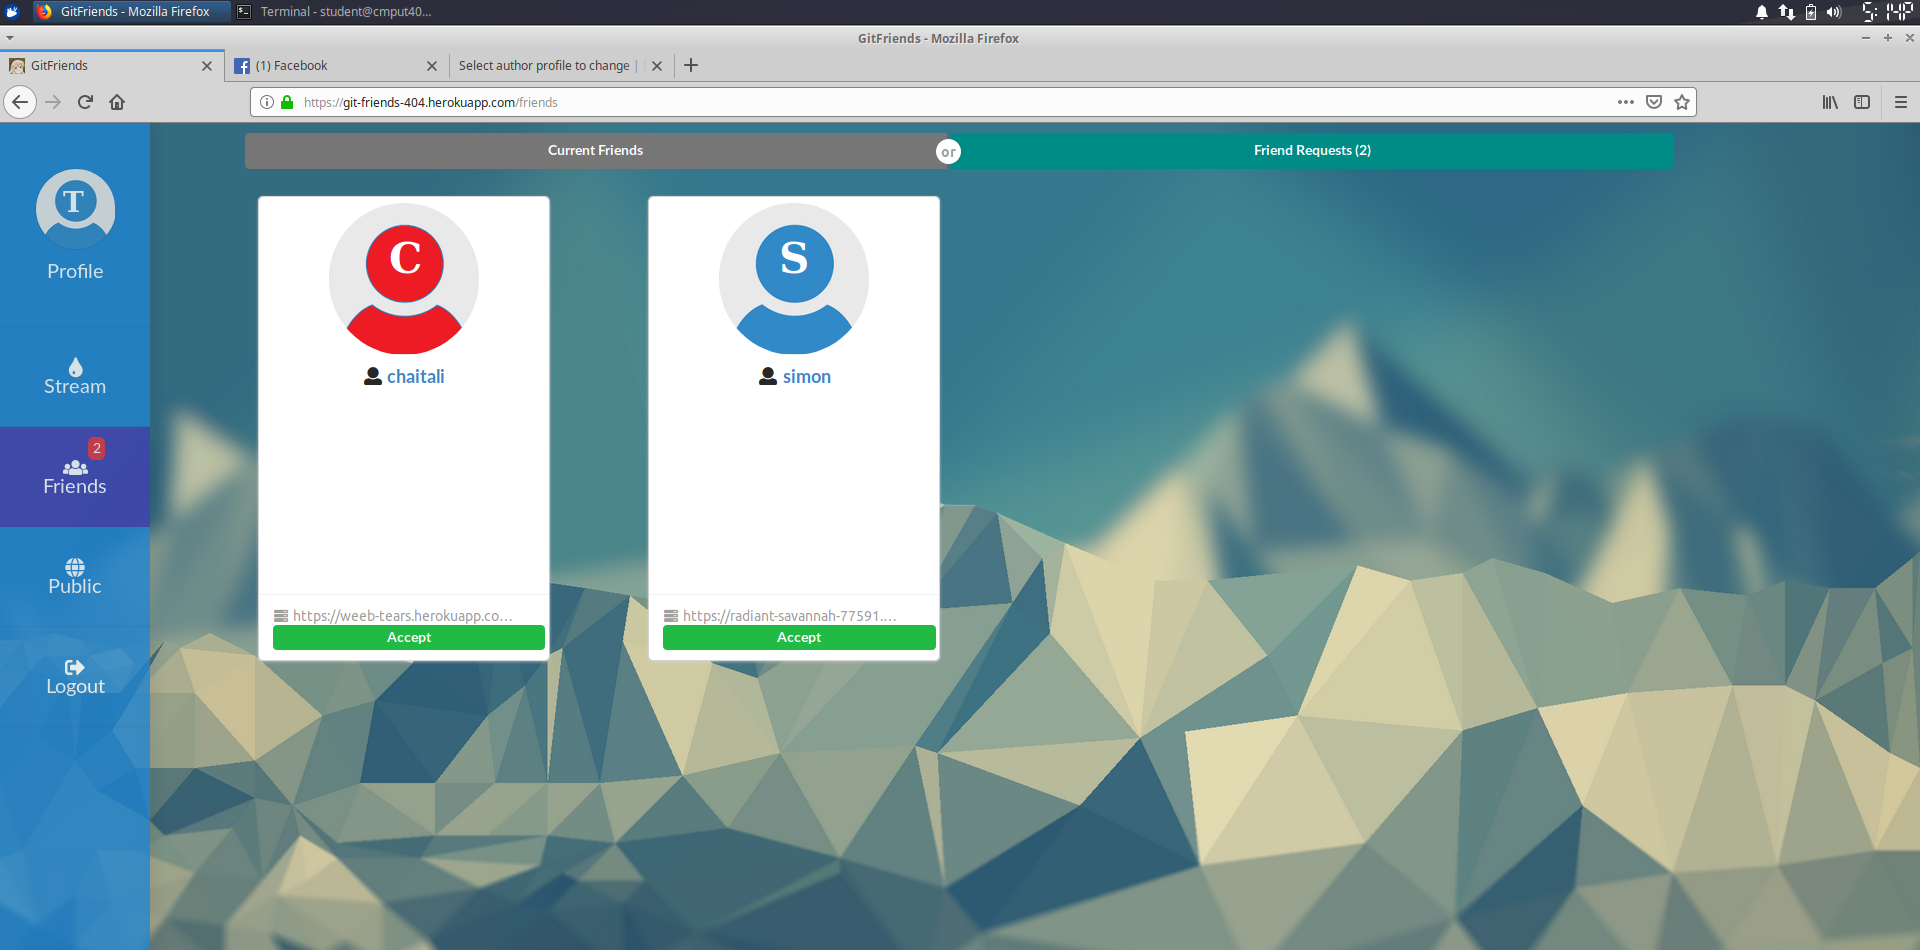 GitFriends - Mozilla Firefox
Terminal - student@cmput40...
5:14P
GitFriends - Mozilla Firefox
GitFriends
(1) Facebook
Select author profile to change |
https://git-friends-404.herokuapp.com/friends
T
Profile
Stream
2
Friends
Public
Logout
Current Friends
or
Friend Requests (2)
C
chaitali
https://weeb-tears.herokuapp.co...
Accept
S
simon
https://radiant-savannah-77591....
Accept